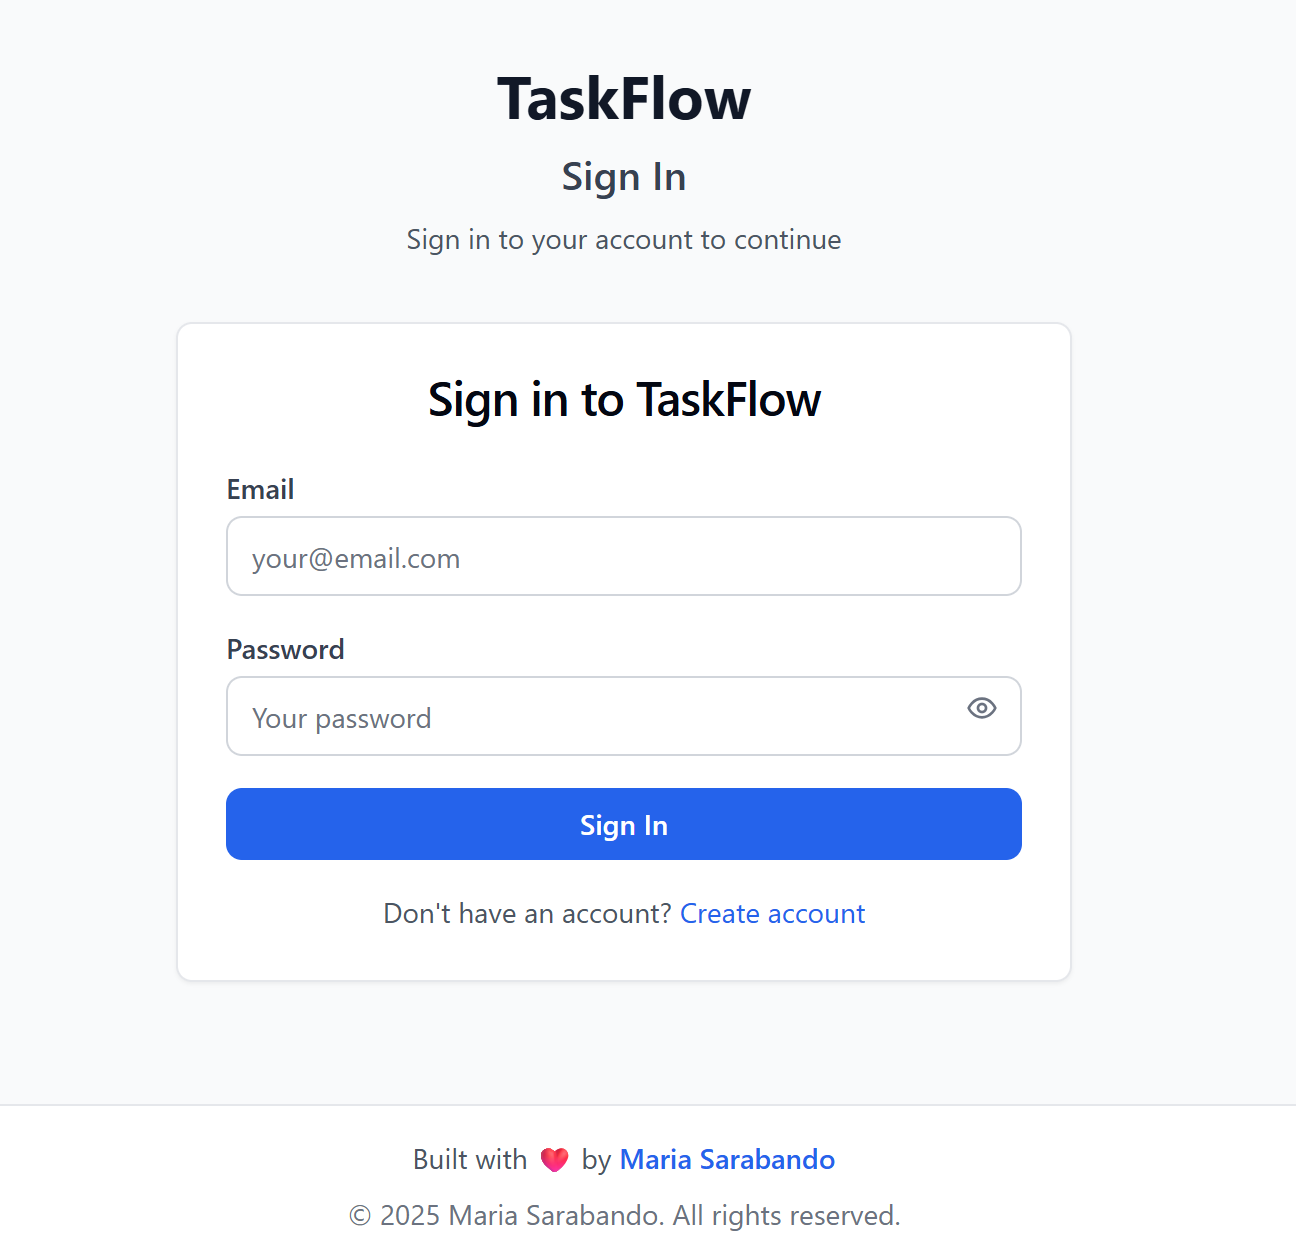 TaskFlow
Sign In
Sign in to your account to continue
Sign in to TaskFlow
Email
your@email.com
Password
Your password
Sign In
Don't have an account? Create account
Built with ❤️ by Maria Sarabando
© 2025 Maria Sarabando. All rights reserved.